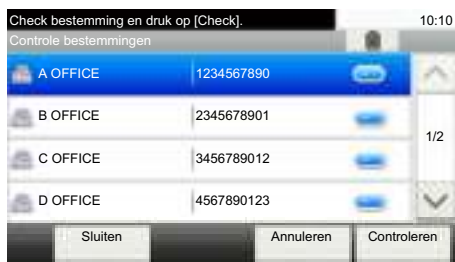 Check bestemming en druk op [Check].
10:10
Controle bestemmingen
A OFFICE 1234567890
B OFFICE 2345678901
1/2
C OFFICE 3456789012
D OFFICE 4567890123
Sluiten Annuleren Controleren